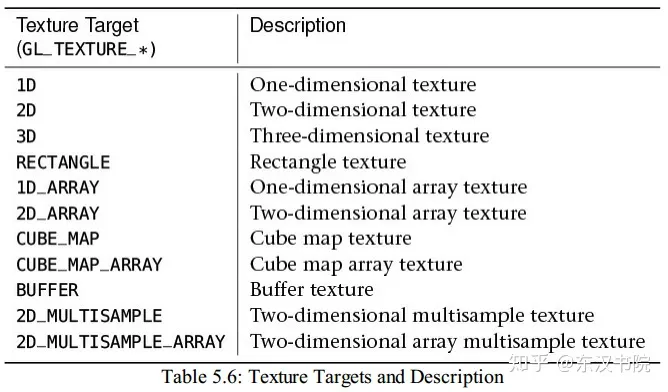 Texture Target Description
(GL_TEXTURE_*)
1D One-dimensional texture
2D Two-dimensional texture
3D Three-dimensional texture
RECTANGLE Rectangle texture
1D_ARRAY One-dimensional array texture
2D_ARRAY Two-dimensional array texture
CUBE_MAP Cube map texture
CUBE_MAP_ARRAY Cube map array texture
BUFFER Buffer texture
2D_MULTISAMPLE Two-dimensional multisample texture
2D_MULTISAMPLE_ARRAY Two-dimensional array multisample texture
知乎 @东汉书院
Table 5.6: Texture Targets and Description